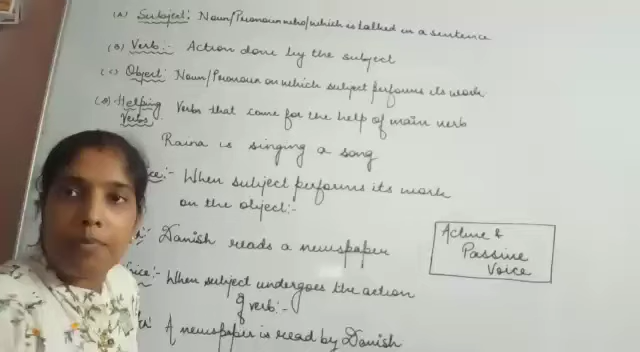 (A) Subject: Noun/Pronoun who/which is talked in a sentence
(B) Verb:- Action done by the subject
(C) Object: Noun/Pronoun on which subject performs its work
(D) Helping Verbs: Verbs that come for the help of main verb
Raina is singing a song
ice:- When subject performs its work
on the object:-
Danish reads a newspaper
Active &
Passive
Voice
ice:- When subject undergoes the action
of verb:-
A newspaper is read by Danish